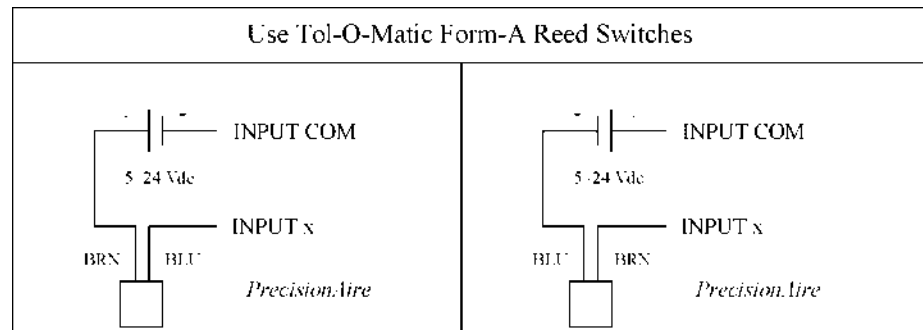 Use Tol-O-Matic Form-A Reed Switches
INPUT COM
5 24 Vdc
INPUT x
BRN BLU
PrecisionAire
INPUT COM
5-24 Vdc
INPUT x
BLU BRN
PrecisionAire